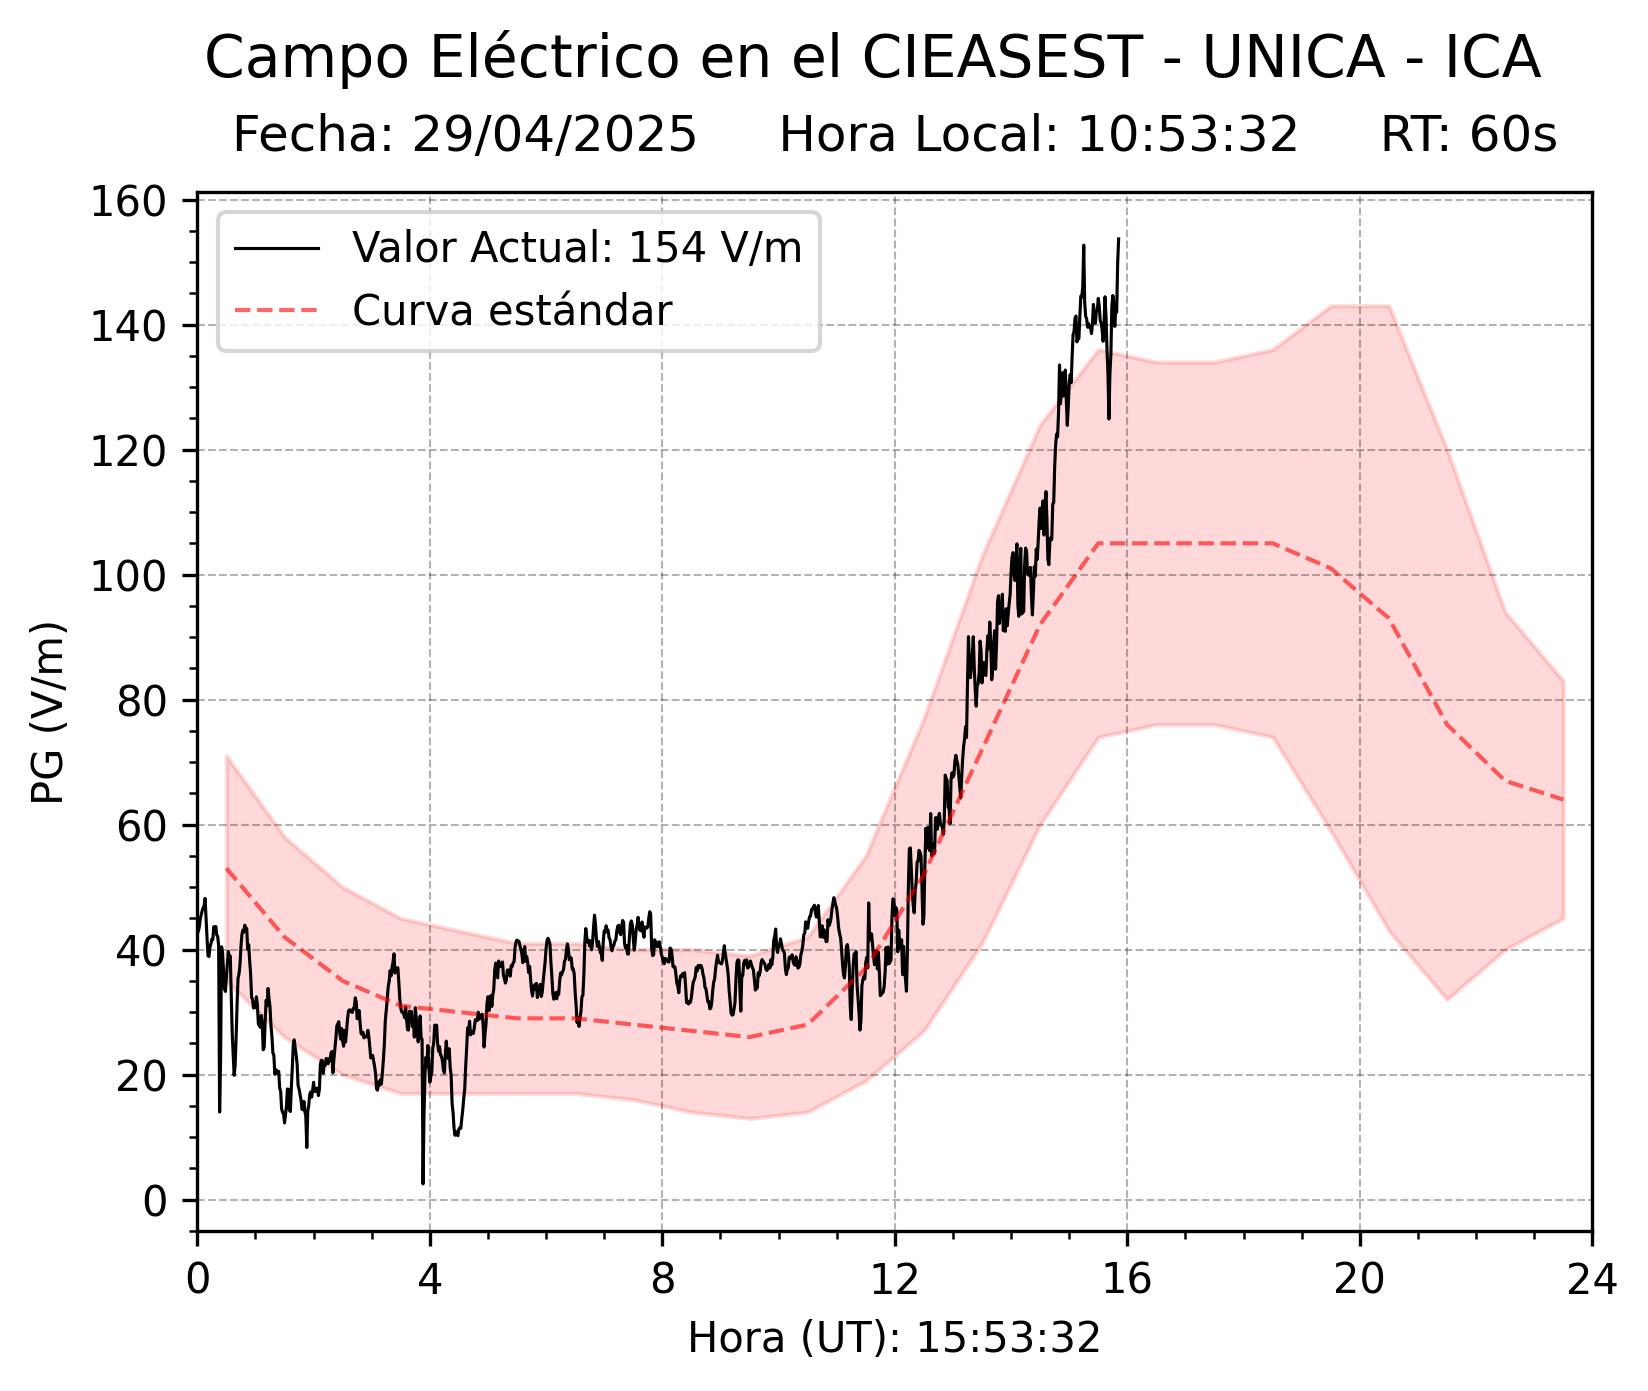 Campo Eléctrico en el CIEASEST - UNICA - ICA
Fecha: 29/04/2025 Hora Local: 10:53:32 RT: 60s
Valor Actual: 154 V/m
Curva estándar
PG (V/m)
160
140
120
100
80
60
40
20
0
0 4 8 12 16 20 24
Hora (UT): 15:53:32